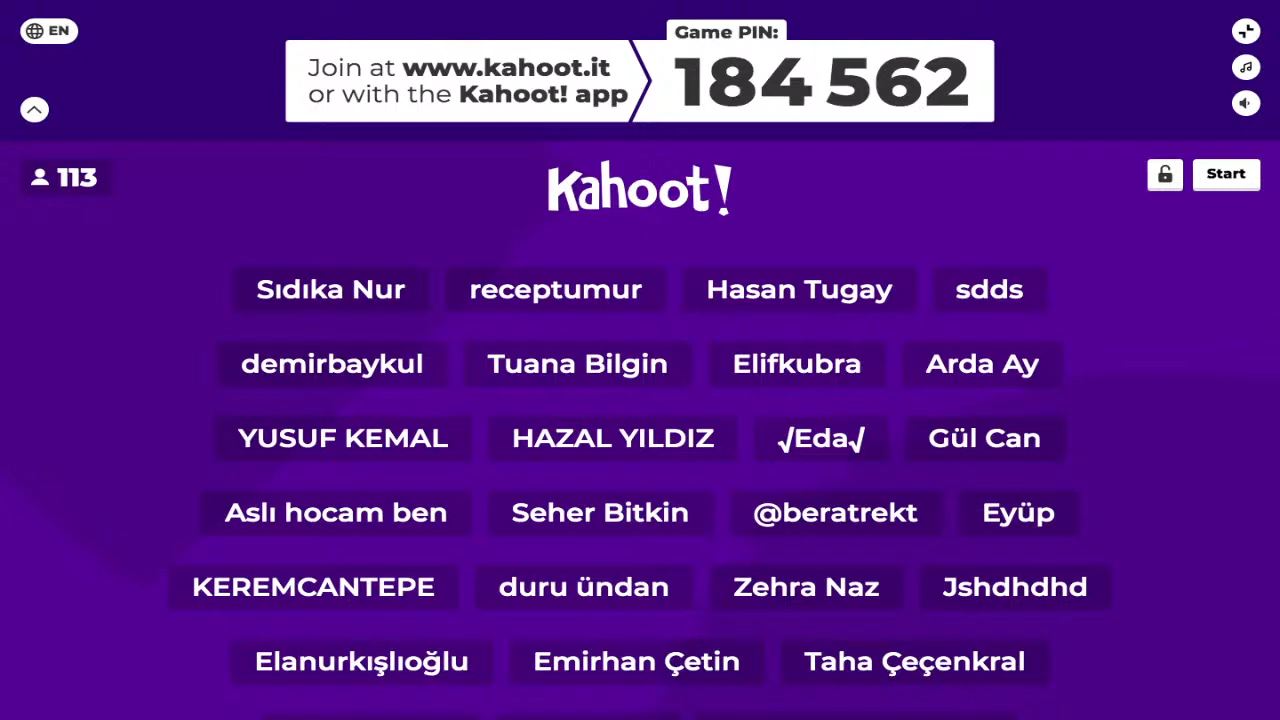 EN
Game PIN:
Join at www.kahoot.it
or with the Kahoot! app
184 562
113
Kahoot!
Start
Sıdıka Nur receptumur Hasan Tugay sdds
demirbaykul Tuana Bilgin Elifkubra Arda Ay
YUSUF KEMAL HAZAL YILDIZ √Eda√ Gül Can
Aslı hocam ben Seher Bitkin @beratrekt Eyüp
KEREMCANTEPE duru ündan Zehra Naz Jshdhdhd
Elanurkışlıoğlu Emirhan Çetin Taha Çeçenkral